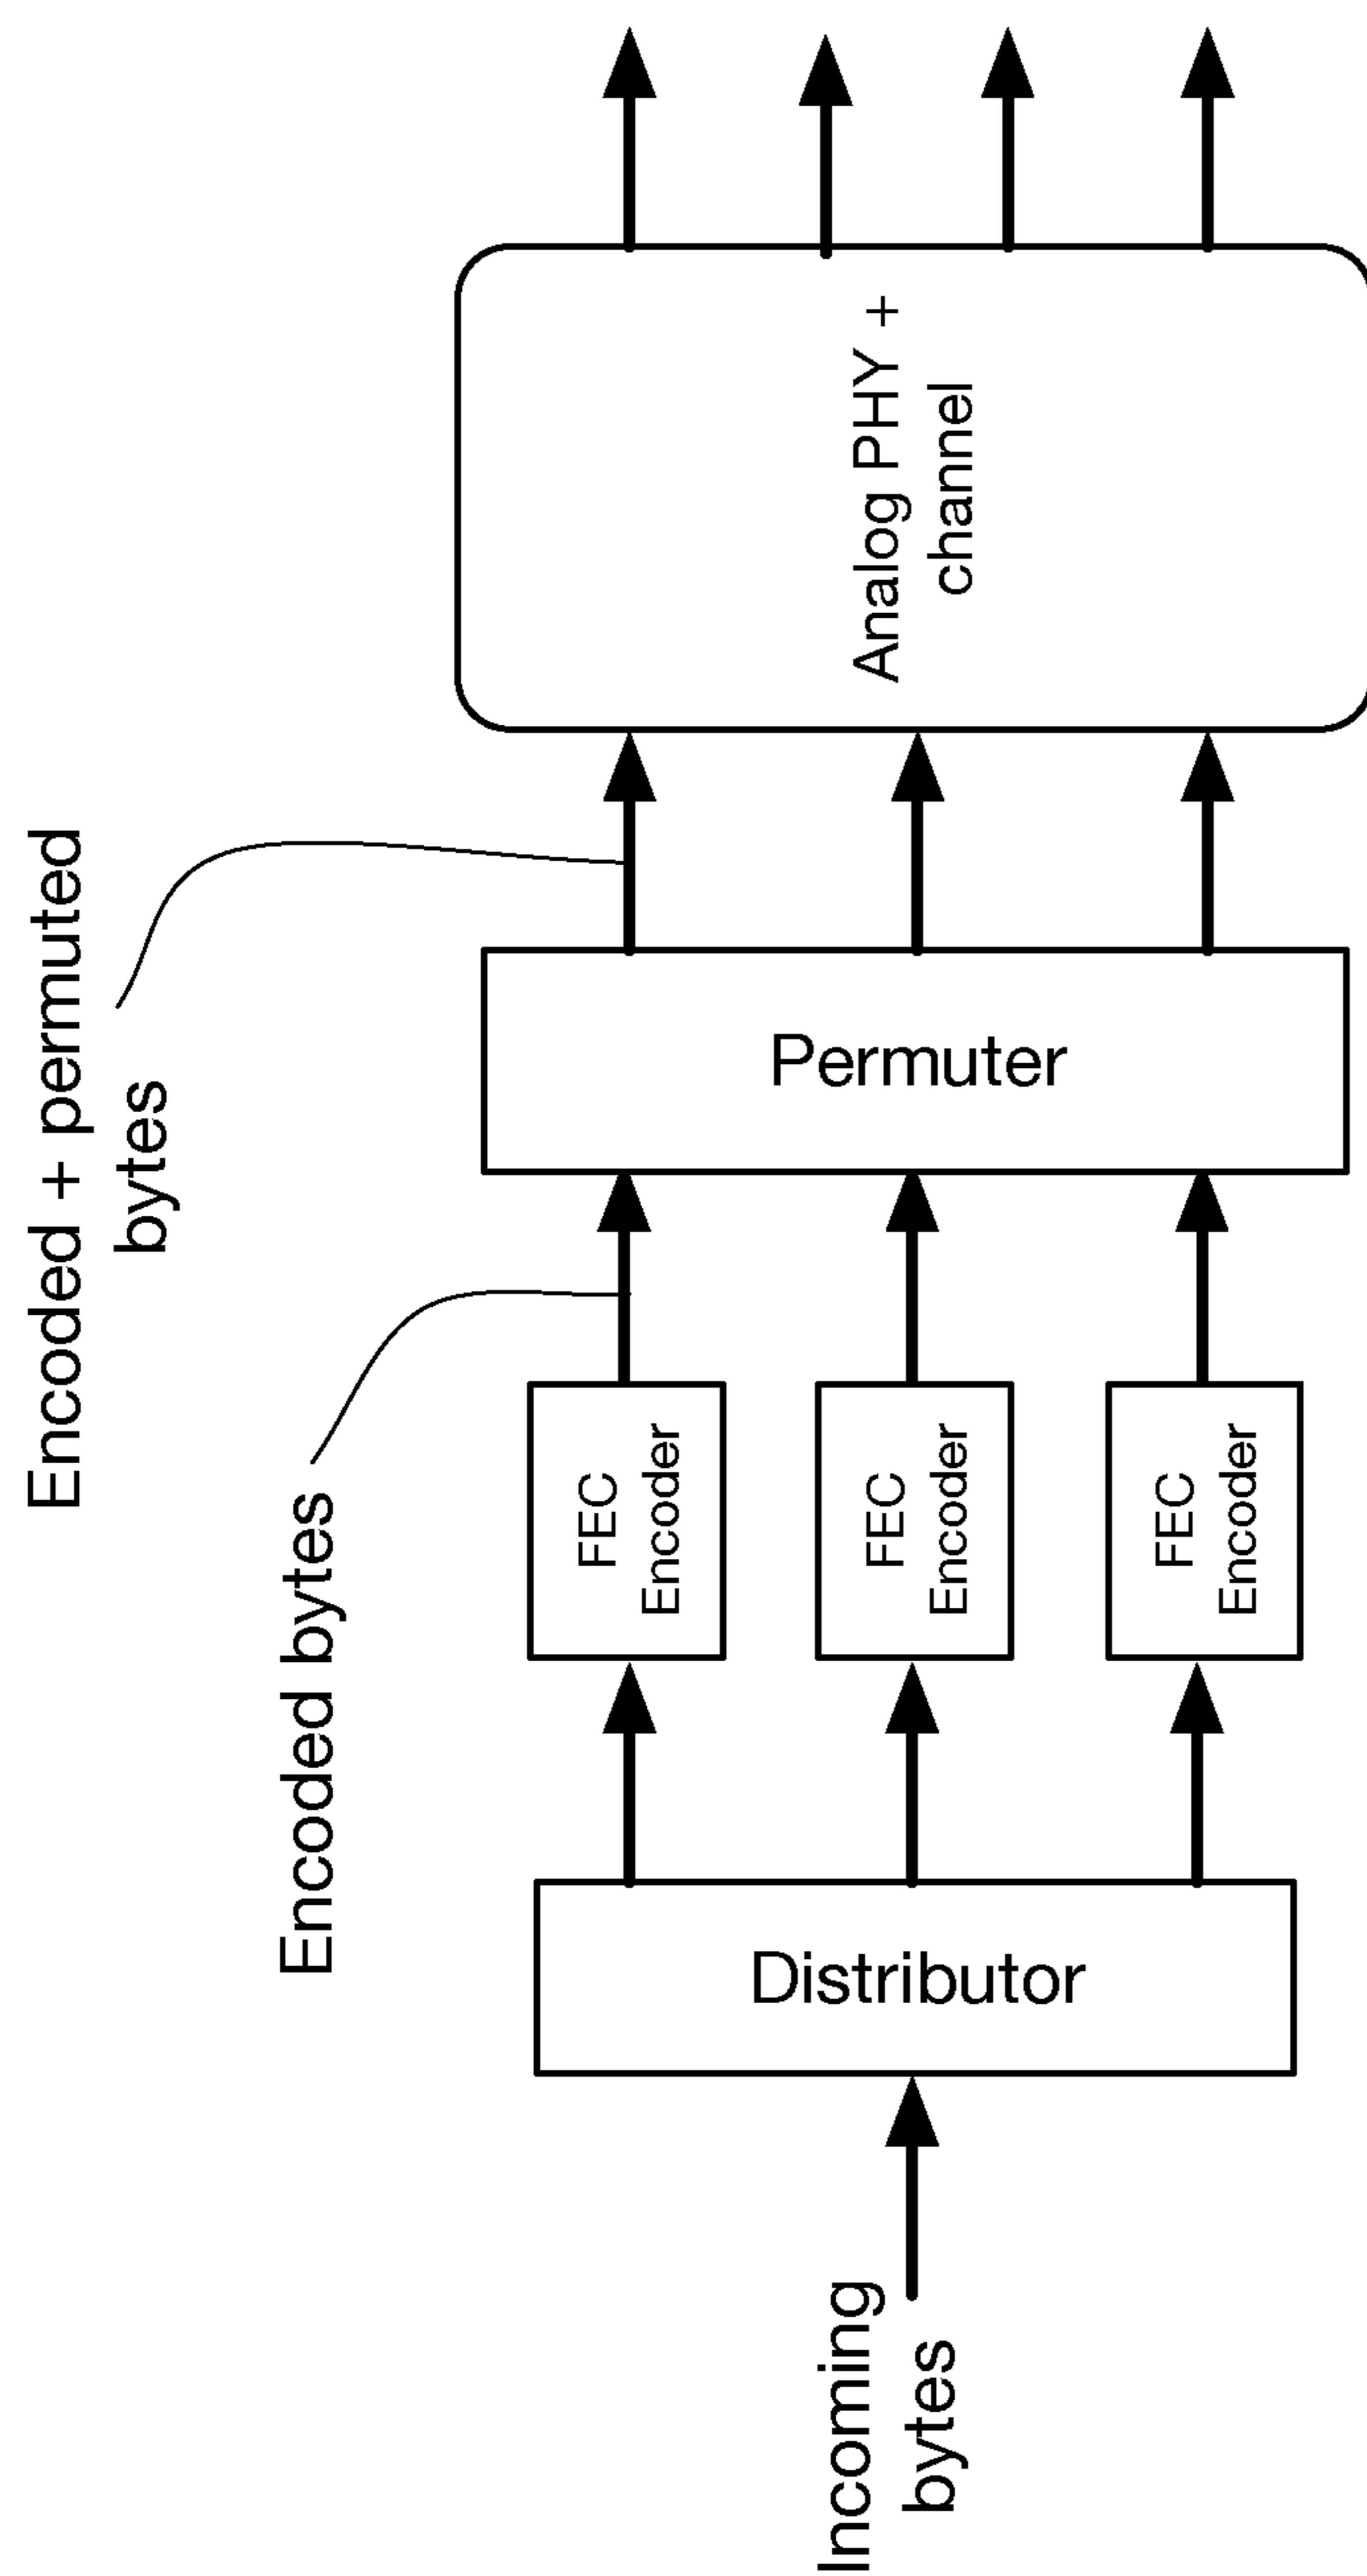 Encoded + permuted
bytes
Encoded bytes
Incoming
bytes
Distributor
FEC
Encoder
FEC
Encoder
FEC
Encoder
Permuter
Analog PHY +
channel